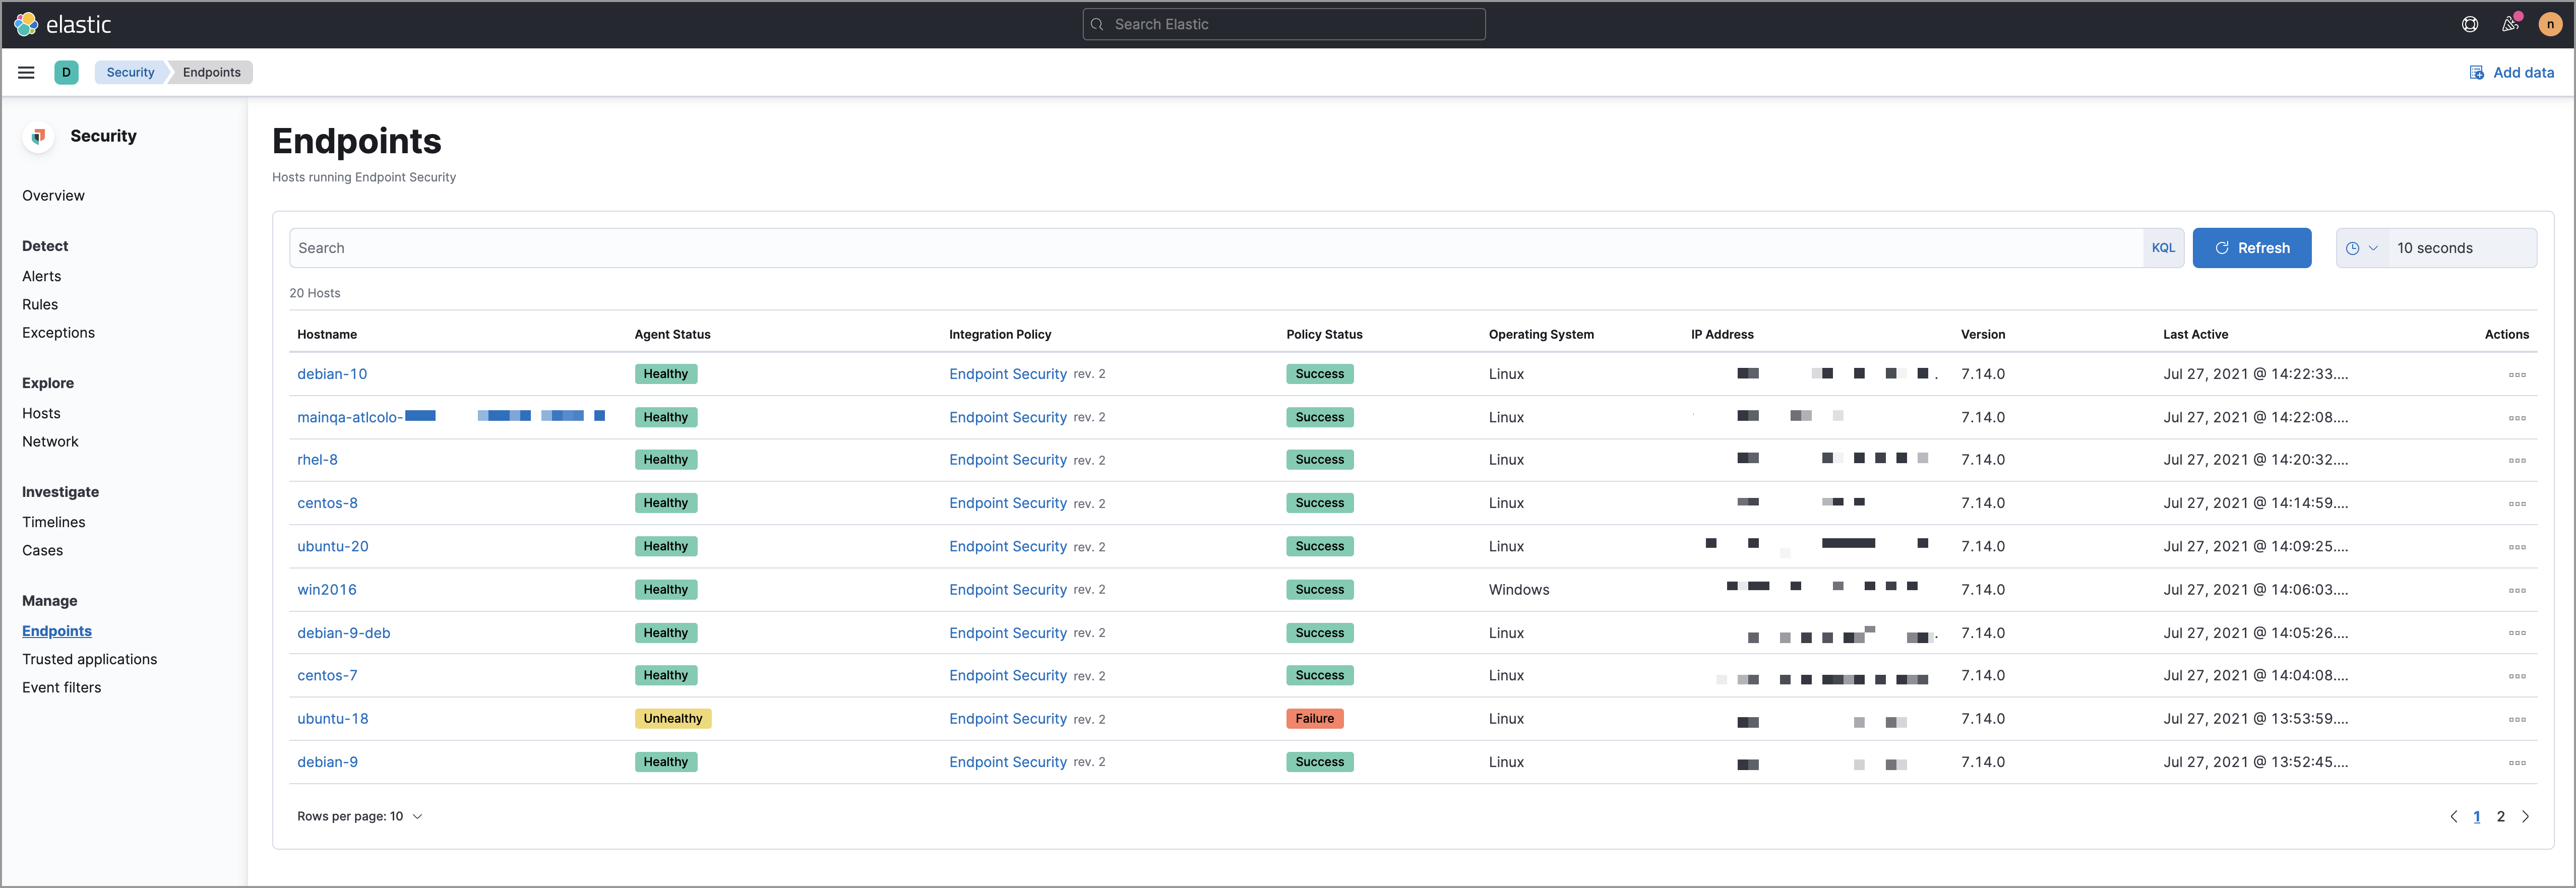 elastic
Search Elastic
n
D Security Endpoints
Add data
Security
Overview
Detect
Alerts
Rules
Exceptions
Explore
Hosts
Network
Investigate
Timelines
Cases
Manage
Endpoints
Trusted applications
Event filters
Endpoints
Hosts running Endpoint Security
Search KQL Refresh 10 seconds
20 Hosts
Hostname Agent Status Integration Policy Policy Status Operating System IP Address Version Last Active Actions
debian-10 Healthy Endpoint Security rev. 2 Success Linux 7.14.0 Jul 27, 2021 @ 14:22:33....
mainqa-atlcolo- Healthy Endpoint Security rev. 2 Success Linux 7.14.0 Jul 27, 2021 @ 14:22:08....
rhel-8 Healthy Endpoint Security rev. 2 Success Linux 7.14.0 Jul 27, 2021 @ 14:20:32....
centos-8 Healthy Endpoint Security rev. 2 Success Linux 7.14.0 Jul 27, 2021 @ 14:14:59....
ubuntu-20 Healthy Endpoint Security rev. 2 Success Linux 7.14.0 Jul 27, 2021 @ 14:09:25....
win2016 Healthy Endpoint Security rev. 2 Success Windows 7.14.0 Jul 27, 2021 @ 14:06:03....
debian-9-deb Healthy Endpoint Security rev. 2 Success Linux 7.14.0 Jul 27, 2021 @ 14:05:26....
centos-7 Healthy Endpoint Security rev. 2 Success Linux 7.14.0 Jul 27, 2021 @ 14:04:08....
ubuntu-18 Unhealthy Endpoint Security rev. 2 Failure Linux 7.14.0 Jul 27, 2021 @ 13:53:59....
debian-9 Healthy Endpoint Security rev. 2 Success Linux 7.14.0 Jul 27, 2021 @ 13:52:45....
Rows per page: 10
1 2